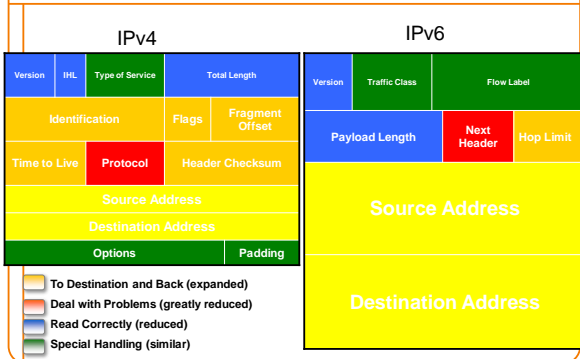 IPv4
Version IHL Type of Service Total Length
Identification Flags Fragment
Offset
Time to Live Protocol Header Checksum
Source Address
Destination Address
Options Padding
IPv6
Version Traffic Class Flow Label
Payload Length Next
Header Hop Limit
Source Address
Destination Address
To Destination and Back (expanded)
Deal with Problems (greatly reduced)
Read Correctly (reduced)
Special Handling (similar)